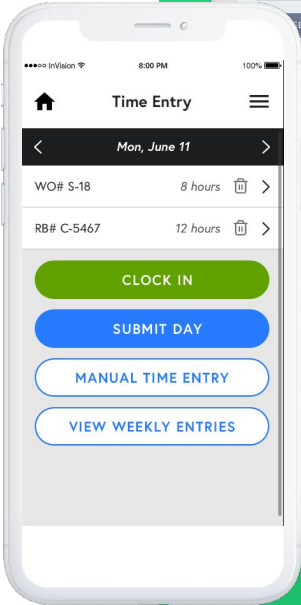 ●●●○○ InVision 8:00 PM 100%
Time Entry
Mon, June 11
WO# S-18 8 hours
RB# C-5467 12 hours
CLOCK IN
SUBMIT DAY
MANUAL TIME ENTRY
VIEW WEEKLY ENTRIES